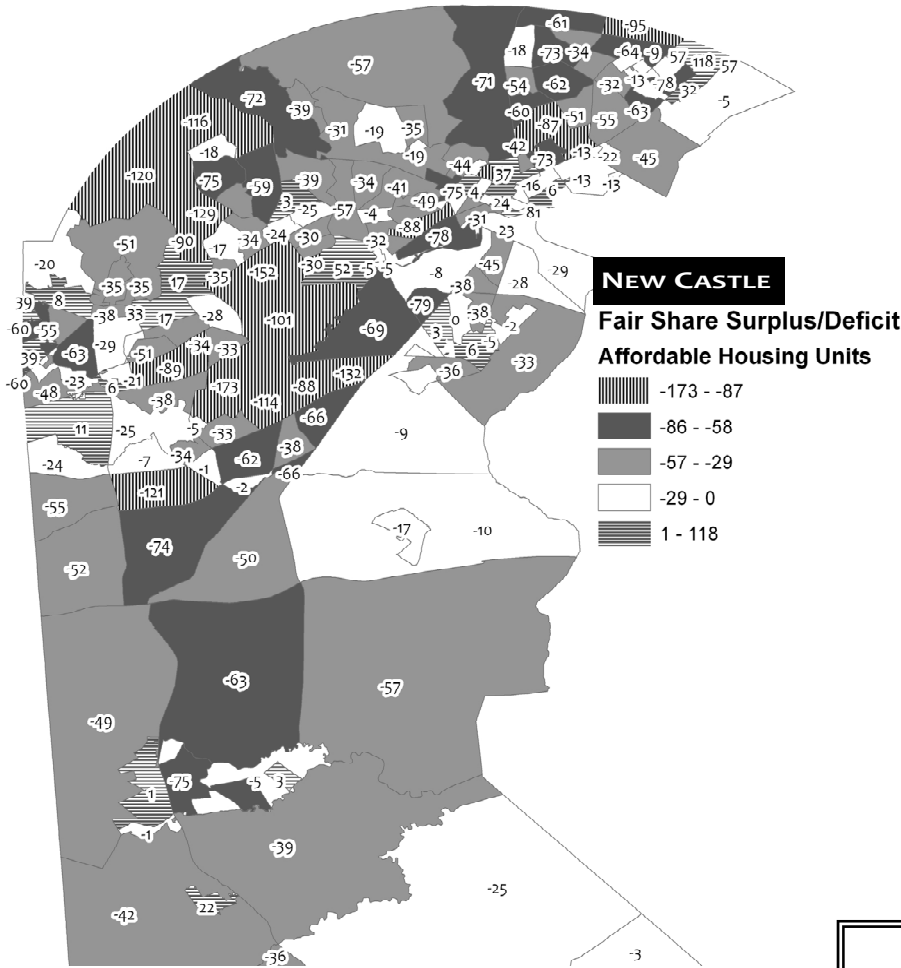 -61 -95
-18 -73 -34 -64 -9 57
-57 118 57
-71 -62 -32 -13 -78
-72 -54 32 -5
-39 -60 -51 -63
-116 -31 -19 -35 -87 -55
-18 -19 -42 -13 -22 -45
-44 -73
-120 -75 -59 -39 -34 -41 -75 4 37 -16 6 -13 -13
-129 3 -25 -57 -4 -49 24 81
-24 -88 -31
-51 -90 -17 -34 -30 -32 -78 23
-20 -35 -152 -30 52 -5 -5 -8 -45 -29
-35 -35 17 -38 -28
39 8 -79
-38 33 17 -28 -101 -69 0 -38 -2
-60 -55 3 -5
39 -63 -29 -51 -34 -33 6
-89 -132 -36 -33
-60 -23 6 -21 -173 -88
-48 -38 -114
-66
11 -25 -5 -33 -38 -9
-24 -7 -34 -1 -62 -66
-121 -2
-55
-74 -17 -10
-52 -50
-63 -57
-49
1 -75 -5 3
-1
-39
-25
-42 22
-36 -3
NEW CASTLE
Fair Share Surplus/Deficit
Affordable Housing Units
-173 - -87
-86 - -58
-57 - -29
-29 - 0
1 - 118